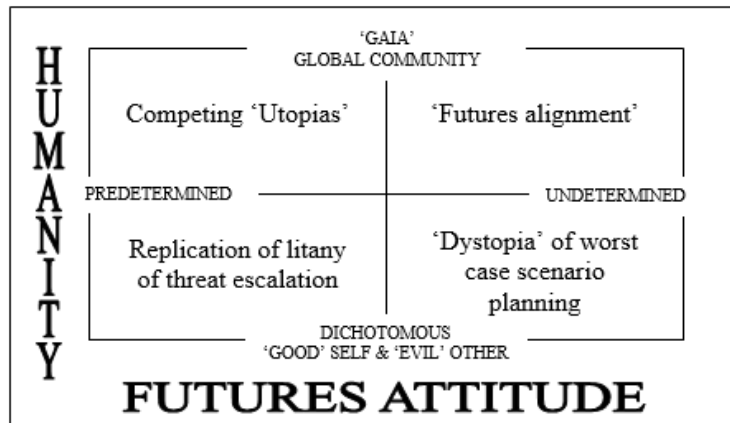 HUMANITY
‘GAIA’
GLOBAL COMMUNITY
Competing ‘Utopias’
‘Futures alignment’
PREDETERMINED
UNDETERMINED
Replication of litany
of threat escalation
‘Dystopia’ of worst
case scenario
planning
DICHOTOMOUS
‘GOOD’ SELF & ‘EVIL’ OTHER
FUTURES ATTITUDE